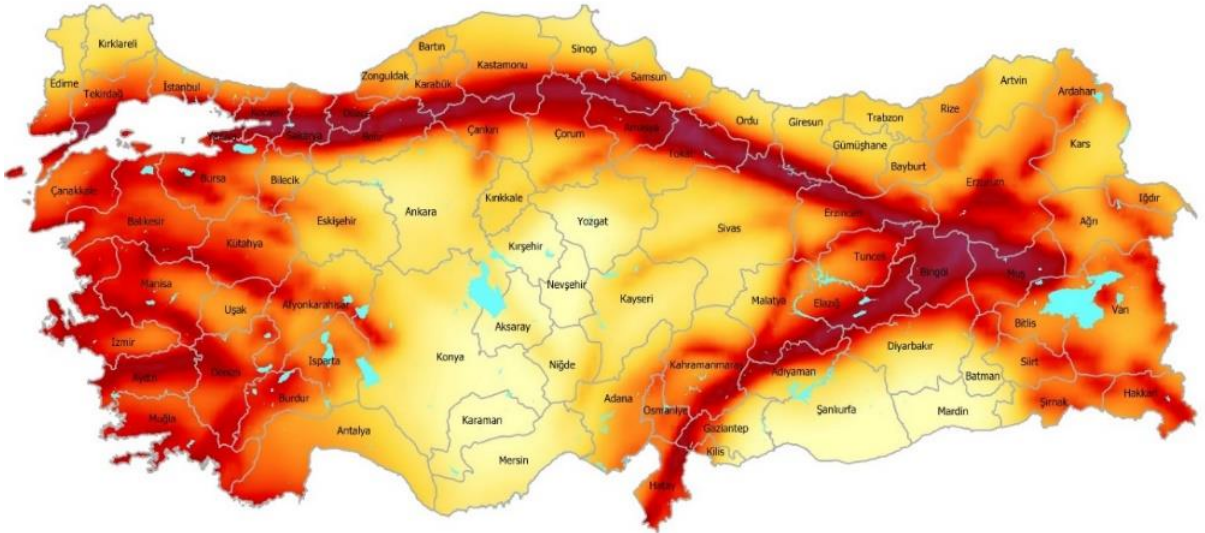 Kırklareli
Edirne
Tekirdağ
İstanbul
Bartın
Zonguldak
Karabük
Kastamonu
Sinop
Samsun
Artvin
Ardahan
Rize
Trabzon
Giresun
Ordu
Gümüşhane
Bayburt
Kars
Iğdır
Ağrı
Erzurum
Sakarya
Bolu
Çankırı
Çorum
Amasya
Tokat
Çanakkale
Bursa
Bilecik
Balıkesir
Kütahya
Eskişehir
Ankara
Kırıkkale
Yozgat
Sivas
Erzincan
Tunceli
Bingöl
Muş
Kırşehir
Nevşehir
Kayseri
Malatya
Elazığ
Van
Bitlis
Manisa
Uşak
Afyonkarahisar
Aksaray
Konya
Niğde
İzmir
Aydın
Denizli
Isparta
Burdur
Muğla
Antalya
Karaman
Mersin
Adana
Kahramanmaraş
Osmaniye
Gaziantep
Kilis
Hatay
Adıyaman
Şanlıurfa
Diyarbakır
Batman
Mardin
Siirt
Şırnak
Hakkari